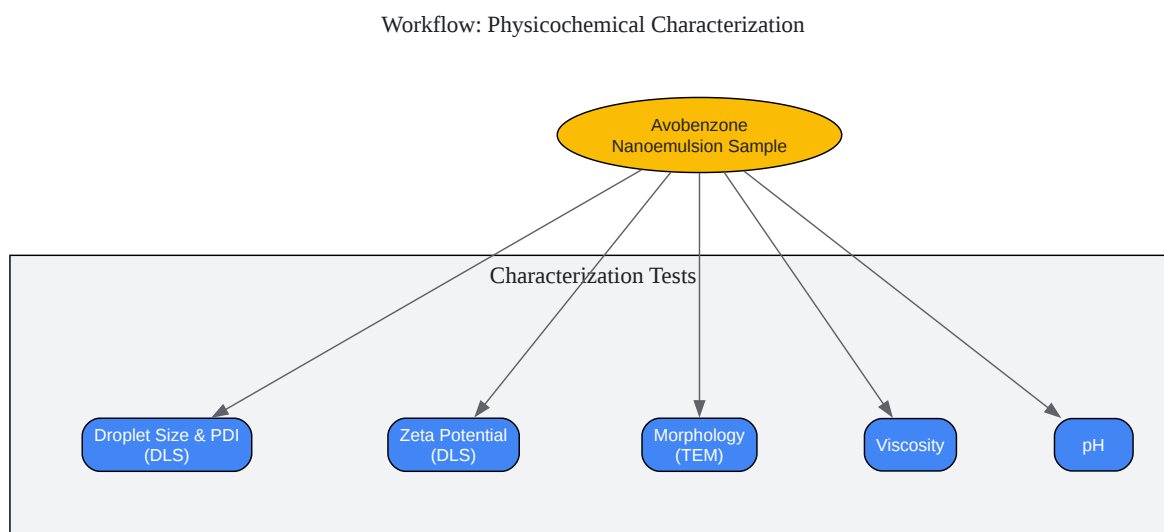 Workflow: Physicochemical Characterization
Avobenzone
Nanoemulsion Sample
Characterization Tests
Droplet Size & PDI
(DLS)
Zeta Potential
(DLS)
Morphology
(TEM)
Viscosity
pH